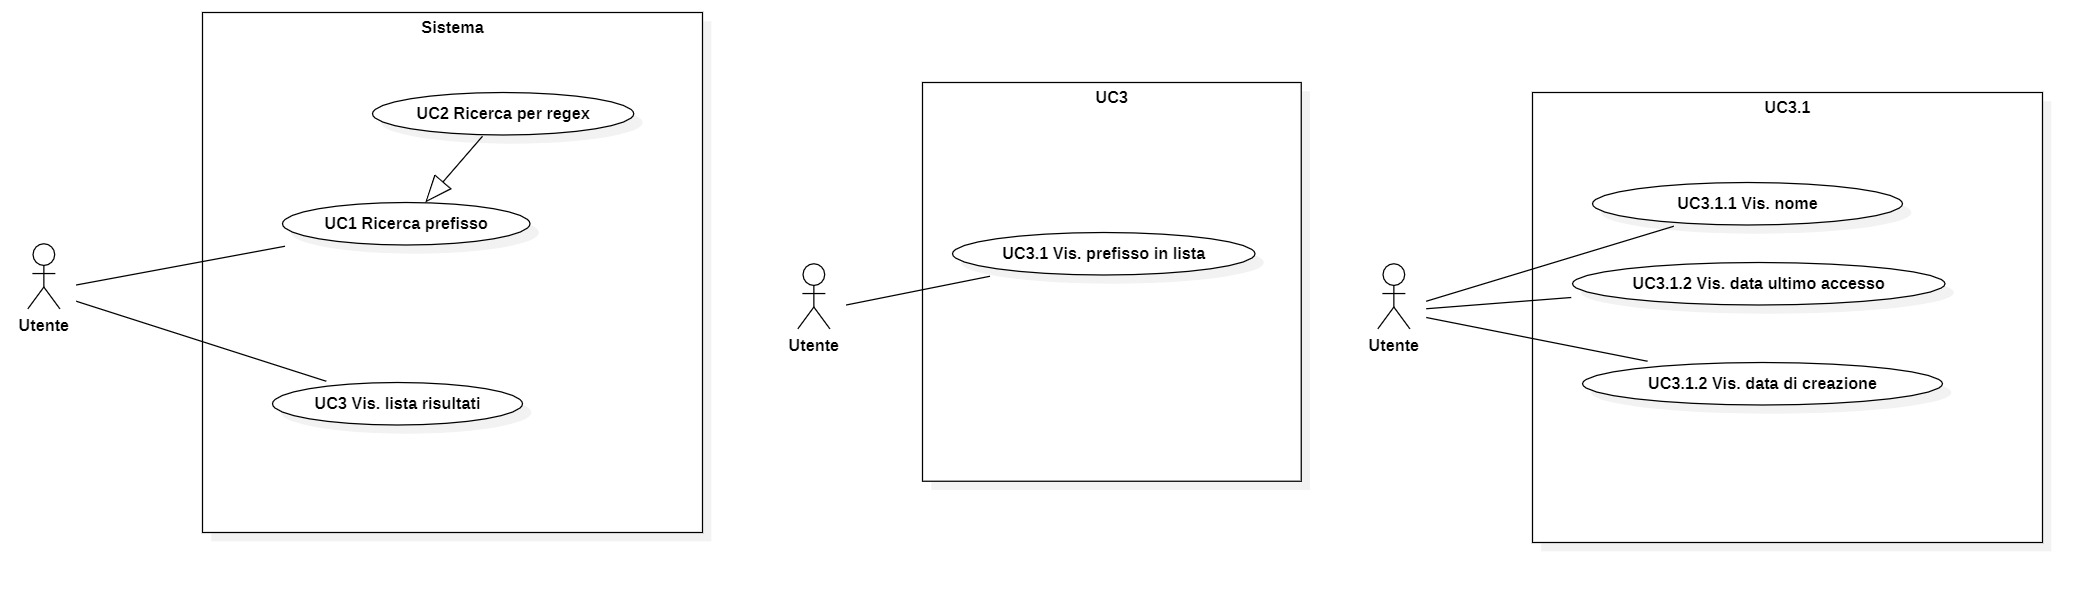 Sistema
UC2 Ricerca per regex
UC1 Ricerca prefisso
Utente
UC3 Vis. lista risultati
UC3
UC3.1 Vis. prefisso in lista
Utente
UC3.1
UC3.1.1 Vis. nome
UC3.1.2 Vis. data ultimo accesso
Utente
UC3.1.2 Vis. data di creazione